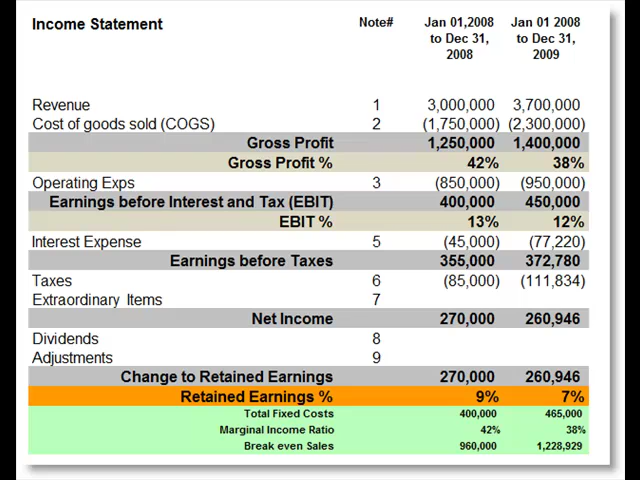 Income Statement Note# Jan 01,2008 Jan 01 2008
to Dec 31, to Dec 31,
2008 2009
Revenue 1 3,000,000 3,700,000
Cost of goods sold (COGS) 2 (1,750,000) (2,300,000)
Gross Profit 1,250,000 1,400,000
Gross Profit % 42% 38%
Operating Exps 3 (850,000) (950,000)
Earnings before Interest and Tax (EBIT) 400,000 450,000
EBIT % 13% 12%
Interest Expense 5 (45,000) (77,220)
Earnings before Taxes 355,000 372,780
Taxes 6 (85,000) (111,834)
Extraordinary Items 7
Net Income 270,000 260,946
Dividends 8
Adjustments 9
Change to Retained Earnings 270,000 260,946
Retained Earnings % 9% 7%
Total Fixed Costs 400,000 465,000
Marginal Income Ratio 42% 38%
Break even Sales 960,000 1,228,929